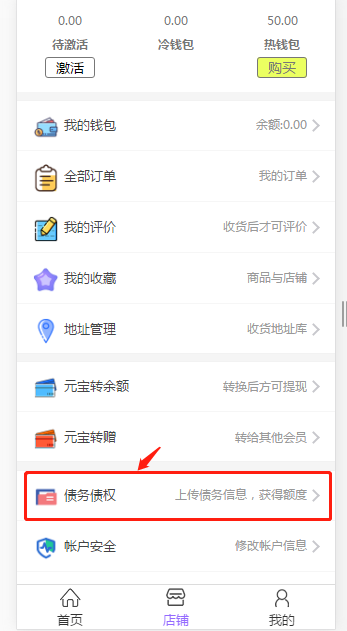 0.00 0.00 50.00
待激活 冷钱包 热钱包
激活 购买
我的钱包 余额:0.00
全部订单 我的订单
我的评价 收货后才可评价
我的收藏 商品与店铺
地址管理 收货地址库
元宝转余额 转换后方可提现
元宝转赠 转给其他会员
债务债权 上传债务信息，获得额度
帐户安全 修改帐户信息
首页 店铺 我的